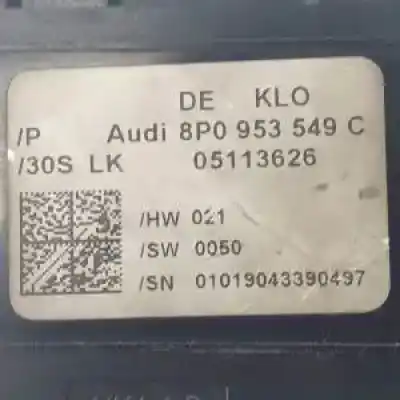 DE KLO
/P Audi 8P0 953 549 C
/30S LK 05113626
/HW 021
/SW 0050
/SN 01019043390497